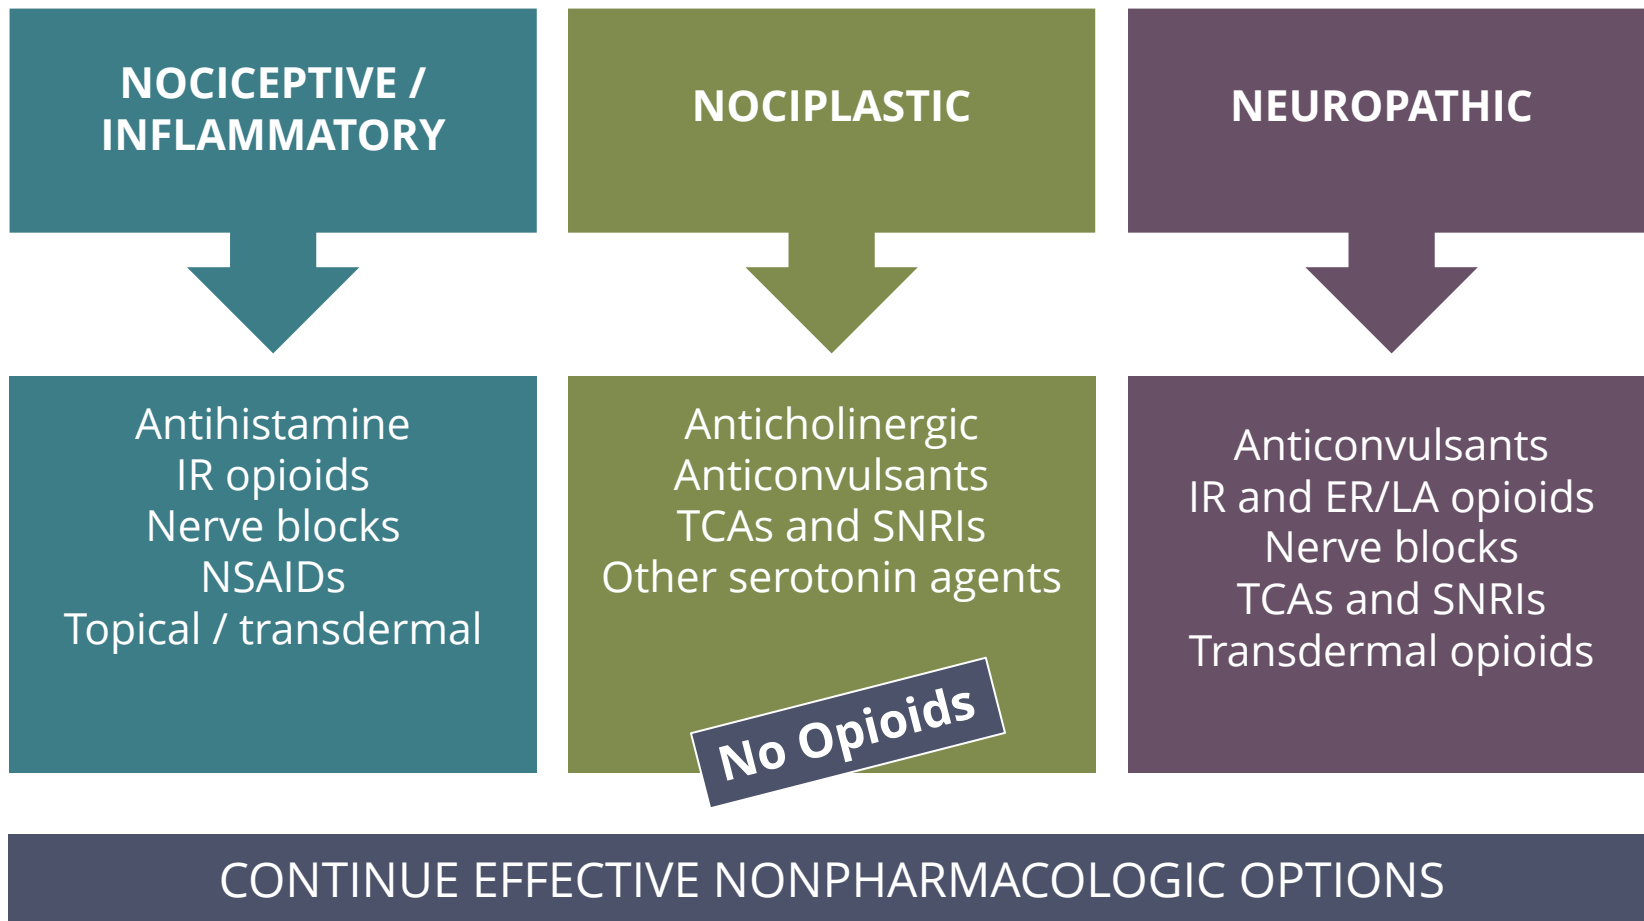 NOCICEPTIVE /
INFLAMMATORY
NOCIPLASTIC
NEUROPATHIC
Antihistamine
IR opioids
Nerve blocks
NSAIDs
Topical / transdermal
Anticholinergic
Anticonvulsants
TCAs and SNRIs
Other serotonin agents
No Opioids
Anticonvulsants
IR and ER/LA opioids
Nerve blocks
TCAs and SNRIs
Transdermal opioids
CONTINUE EFFECTIVE NONPHARMACOLOGIC OPTIONS